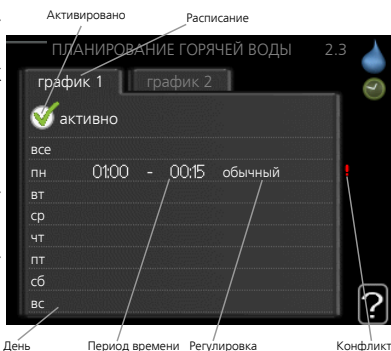 Активировано
Расписание
ПЛАНИРОВАНИЕ ГОРЯЧЕЙ ВОДЫ 2.3
график 1 график 2
активно
все
пн 01:00 - 00:15 обычный !
вт
ср
чт
пт
сб
вс
?
День Период времени Регулировка Конфликт